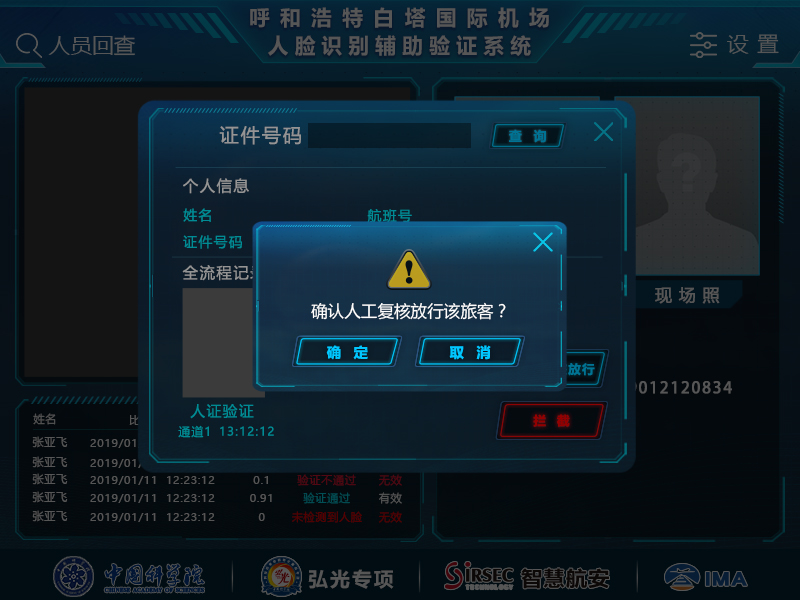 呼和浩特白塔国际机场
人脸识别辅助验证系统
人员回查
设置
证件号码
查询
个人信息
姓名 航班号
证件号码
全流程记
确认人工复核放行该旅客？
确定 取消
放行
拦截
人证验证
通道1 13:12:12
现场照
012120834
姓名 比
张亚飞 2019/01
张亚飞 2019/01
张亚飞 2019/01/11 12:23:12 0.1 验证不通过 无效
张亚飞 2019/01/11 12:23:12 0.91 验证通过 有效
张亚飞 2019/01/11 12:23:12 0 未检测到人脸 无效
中国科学院
CHINESE ACADEMY OF SCIENCES
弘光专项
SIRSEC 智慧航安
TECHNOLOGY
IMA